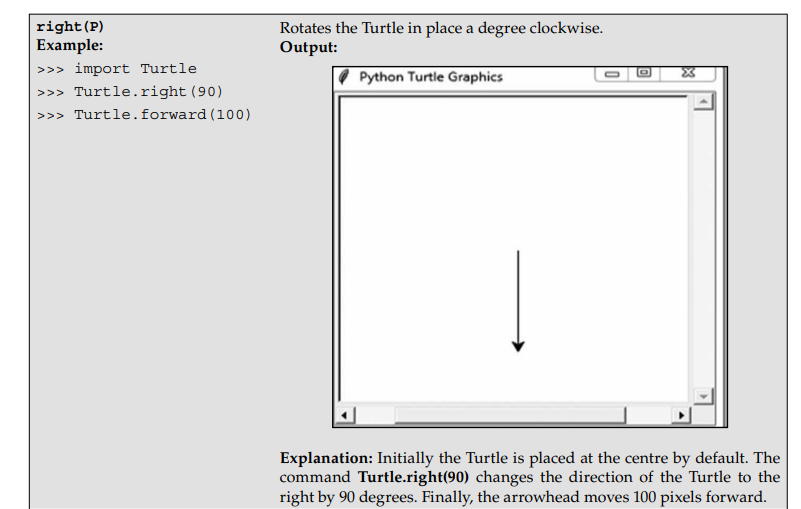 right(P)
Example:
>>> import Turtle
>>> Turtle.right(90)
>>> Turtle.forward(100)
Rotates the Turtle in place a degree clockwise.
Output:
Python Turtle Graphics
Explanation: Initially the Turtle is placed at the centre by default. The
command Turtle.right(90) changes the direction of the Turtle to the
right by 90 degrees. Finally, the arrowhead moves 100 pixels forward.